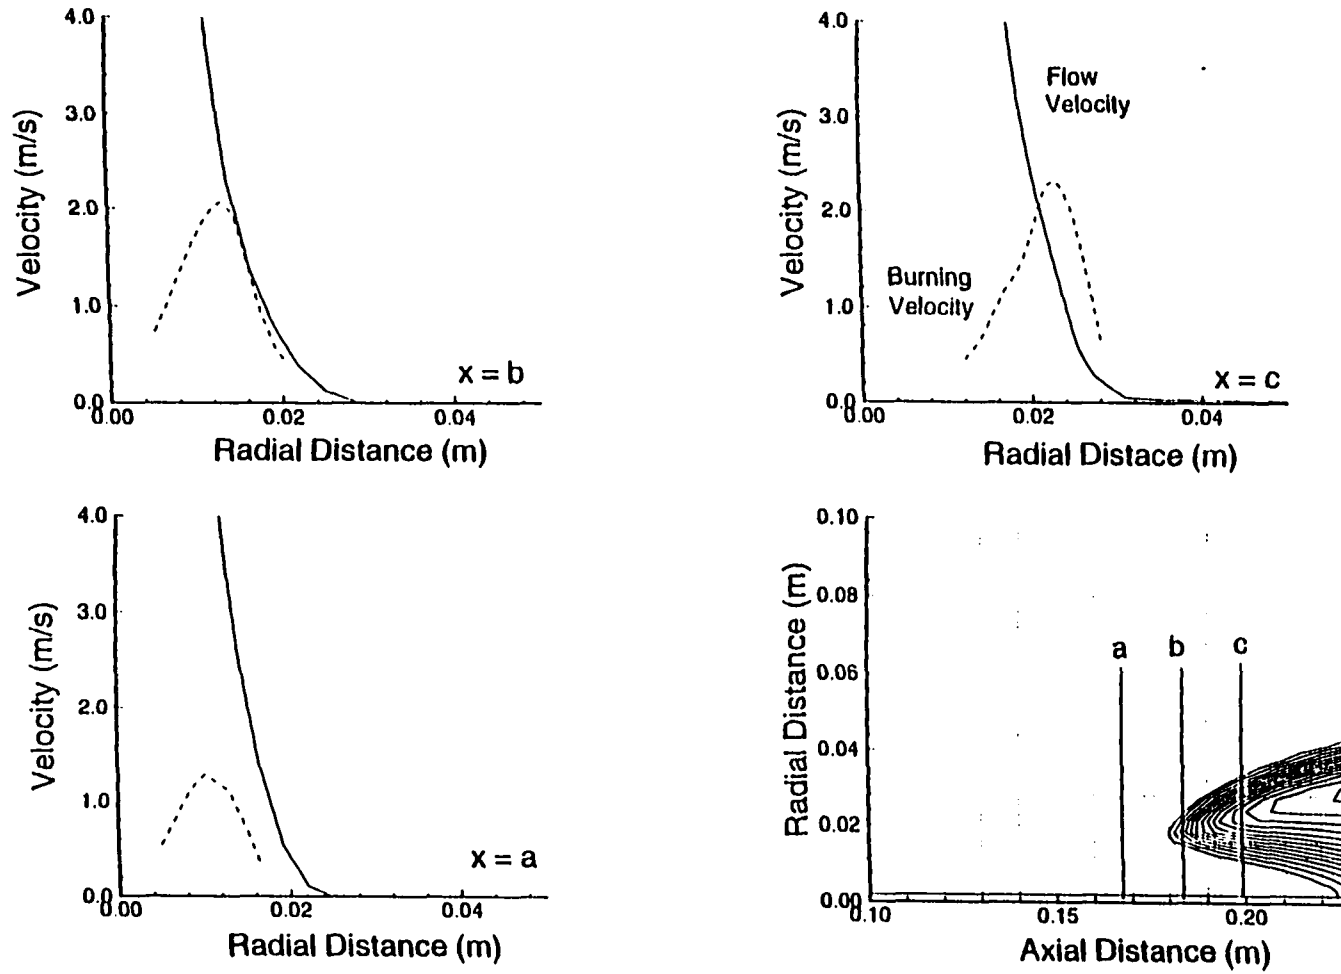 4.0
3.0
2.0
1.0
0.0
Velocity (m/s)
0.00
0.02
0.04
Radial Distance (m)
x = b
4.0
3.0
2.0
1.0
0.0
Velocity (m/s)
Flow
Velocity
Burning
Velocity
0.00
0.02
0.04
Radial Distace (m)
x = c
4.0
3.0
2.0
1.0
0.0
Velocity (m/s)
0.00
0.02
0.04
Radial Distance (m)
x = a
0.10
0.08
0.06
0.04
0.02
0.00
Radial Distance (m)
a
b
c
0.10
0.15
0.20
Axial Distance (m)